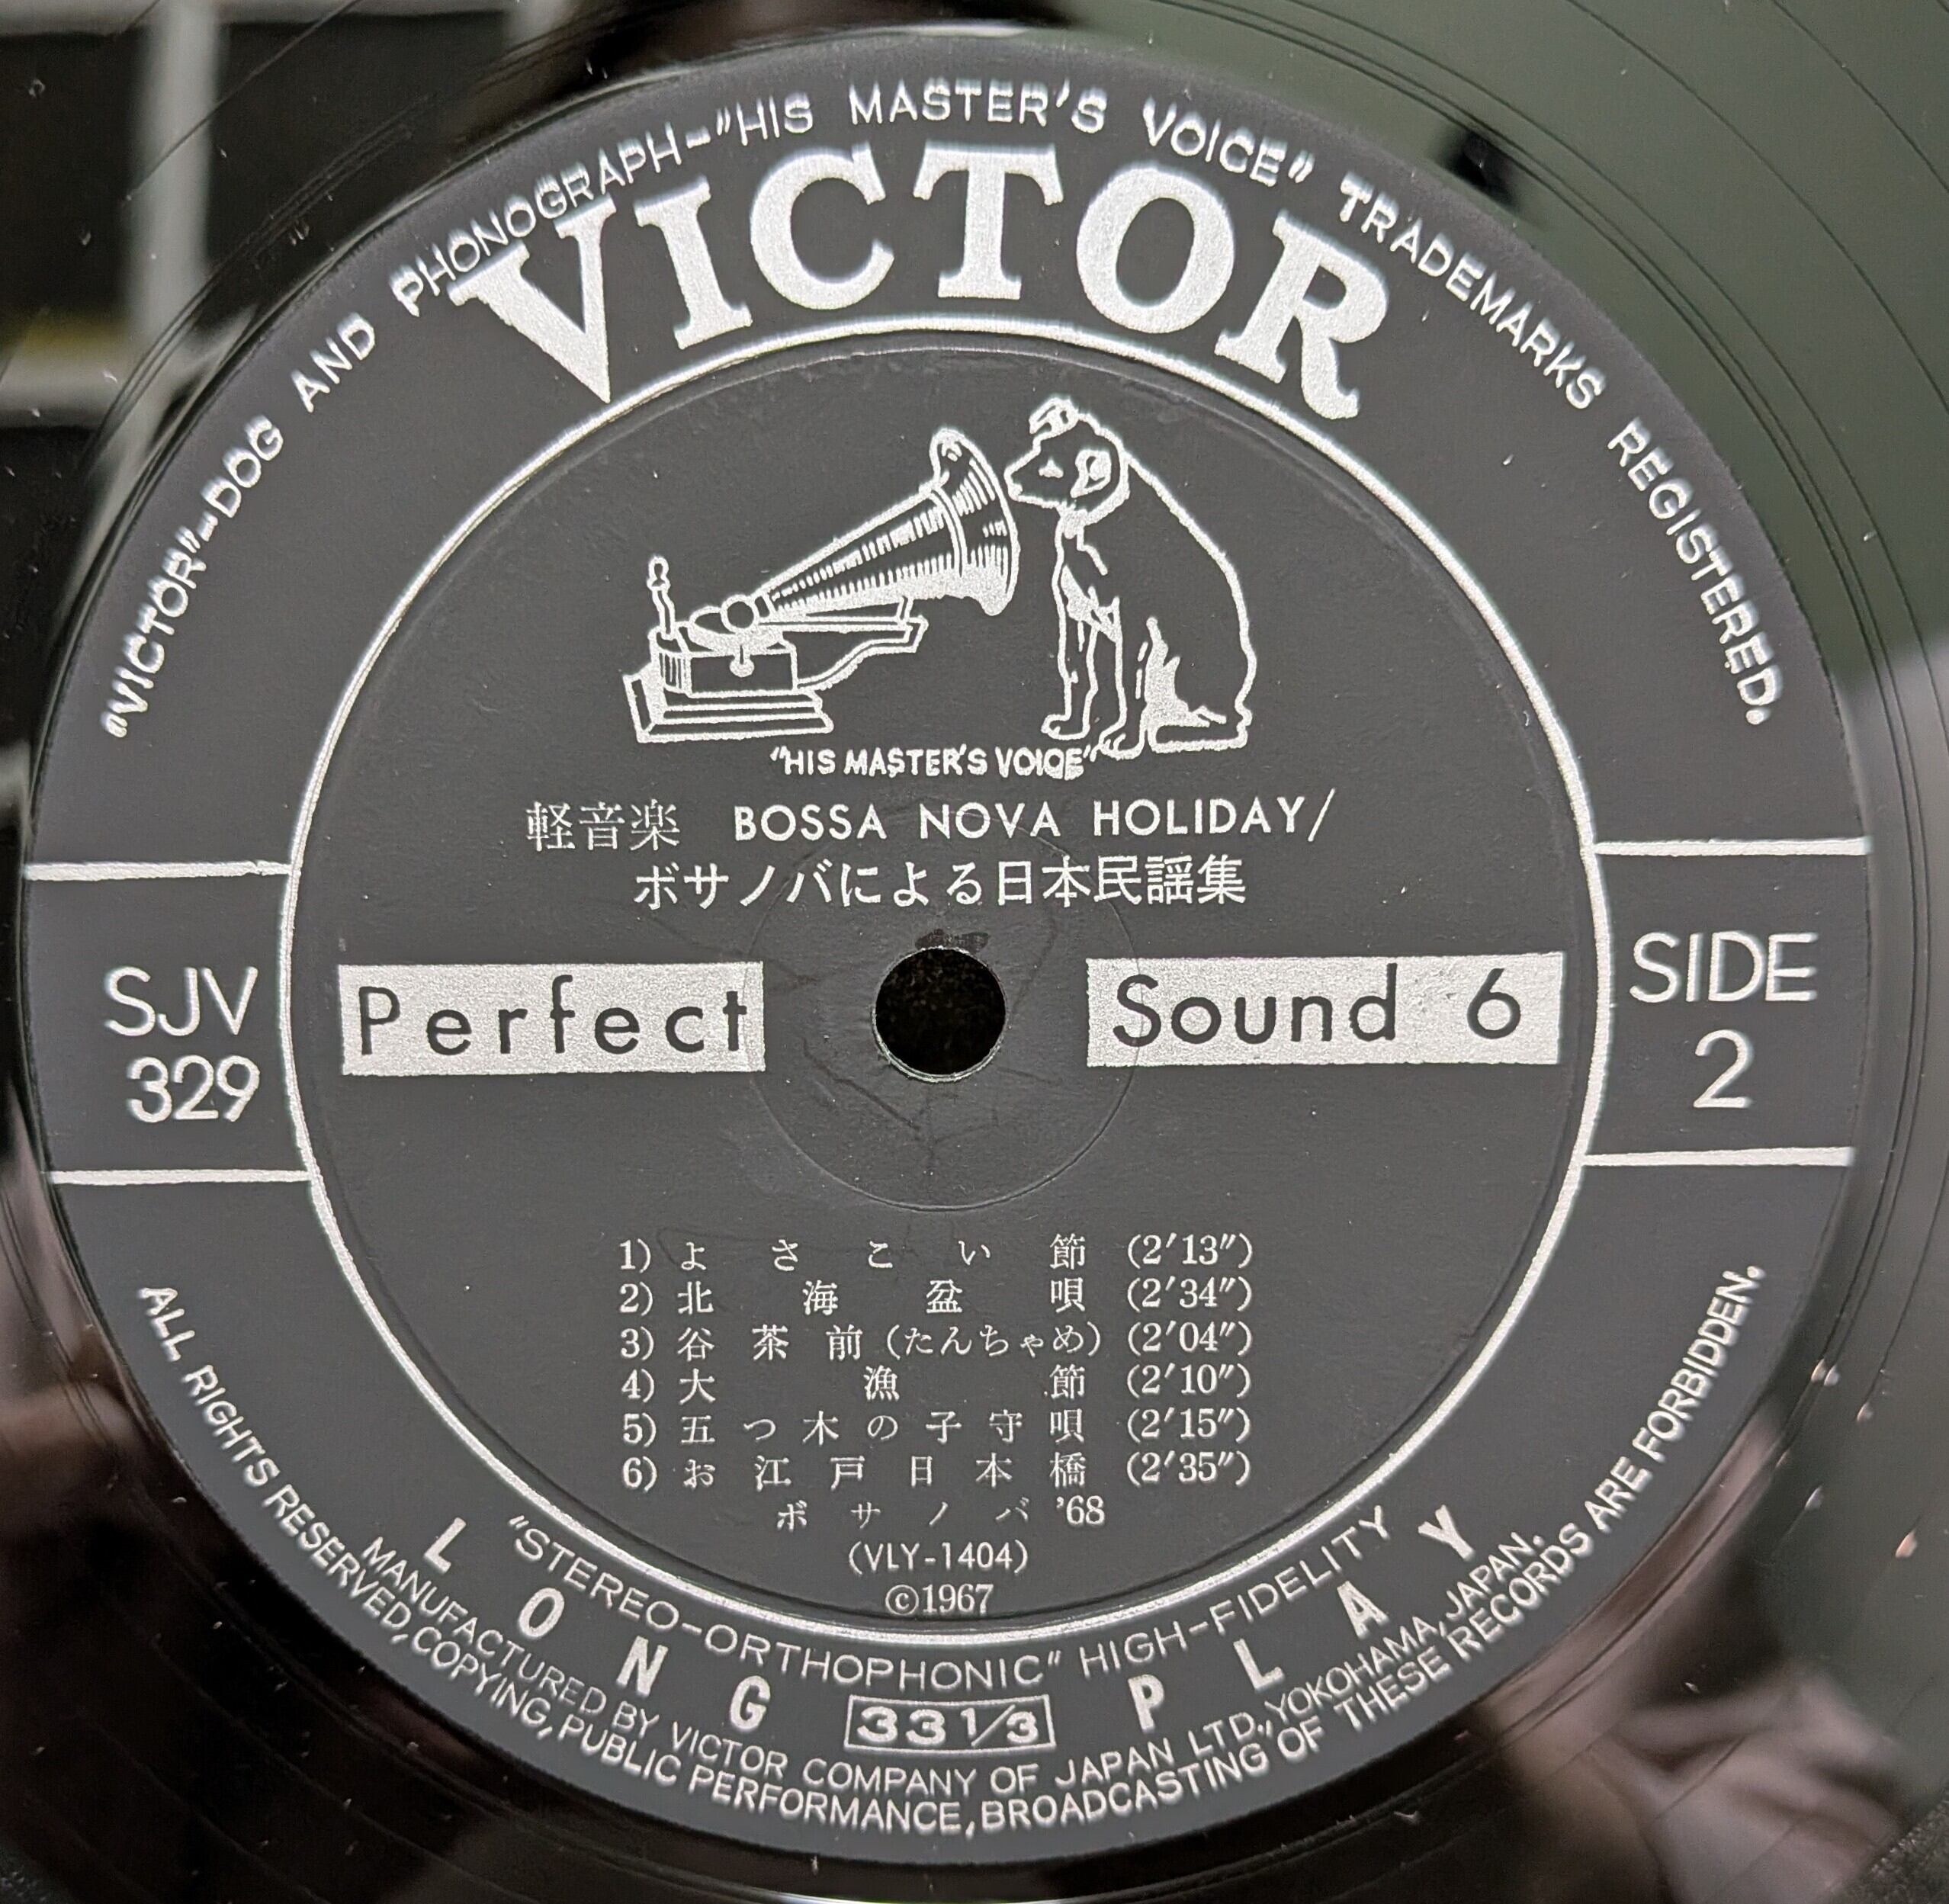 "VICTOR"-DOG AND PHONOGRAPH-"HIS MASTER'S VOICE" TRADEMARKS REGISTERED.
VICTOR
"HIS MASTER'S VOICE"
軽音楽 BOSSA NOVA HOLIDAY/
ボサノバによる日本民謡集
SJV
329
Perfect Sound 6
SIDE
2
1) よさこい節 (2'13")
2) 北海盆唄 (2'34")
3) 谷茶前(たんちゃめ) (2'04")
4) 大漁節 (2'10")
5) 五つ木の子守唄 (2'15")
6) お江戸日本橋 (2'35")
ボサノバ '68
(VLY-1404)
©1967
"STEREO-ORTHOPHONIC" HIGH-FIDELITY
LONG 33 1/3 PLAY
MANUFACTURED BY VICTOR COMPANY OF JAPAN LTD., YOKOHAMA, JAPAN.
ALL RIGHTS RESERVED, COPYING, PUBLIC PERFORMANCE, BROADCASTING OF THESE RECORDS ARE FORBIDDEN.